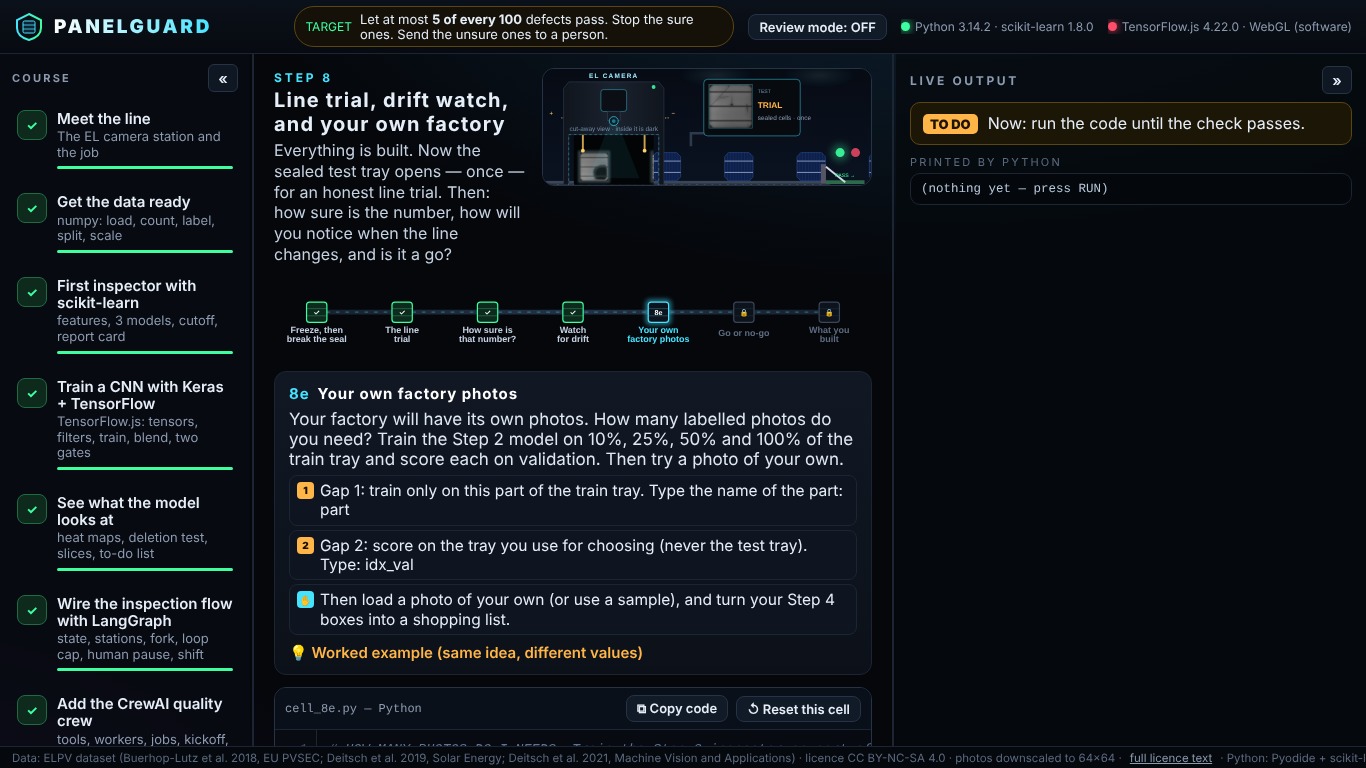 PANELGUARD
TARGET
Let at most 5 of every 100 defects pass. Stop the sure
ones. Send the unsure ones to a person.
Review mode: OFF
Python 3.14.2 · scikit-learn 1.8.0
TensorFlow.js 4.22.0 · WebGL (software)
COURSE
«
Meet the line
The EL camera station and
the job
Get the data ready
numpy: load, count, label,
split, scale
First inspector with
scikit-learn
features, 3 models, cutoff,
report card
Train a CNN with Keras
+ TensorFlow
TensorFlow.js: tensors,
filters, train, blend, two
gates
See what the model
looks at
heat maps, deletion test,
slices, to-do list
Wire the inspection flow
with LangGraph
state, stations, fork, loop
cap, human pause, shift
Add the CrewAI quality
crew
tools, workers, jobs, kickoff,
STEP 8
Line trial, drift watch,
and your own factory
Everything is built. Now the
sealed test tray opens — once —
for an honest line trial. Then:
how sure is the number, how will
you notice when the line
changes, and is it a go?
EL CAMERA
cut-away view · inside it is dark
TEST
TRIAL
sealed cells · once
Freeze, then
break the seal
The line
trial
How sure is
that number?
Watch
for drift
8e
Your own
factory photos
Go or no-go
What you
built
8e Your own factory photos
Your factory will have its own photos. How many labelled photos do
you need? Train the Step 2 model on 10%, 25%, 50% and 100% of the
train tray and score each on validation. Then try a photo of your own.
1 Gap 1: train only on this part of the train tray. Type the name of the part:
part
2 Gap 2: score on the tray you use for choosing (never the test tray).
Type: idx_val
Then load a photo of your own (or use a sample), and turn your Step 4
boxes into a shopping list.
Worked example (same idea, different values)
cell_8e.py — Python
Copy code
Reset this cell
LIVE OUTPUT
»
TO DO Now: run the code until the check passes.
PRINTED BY PYTHON
(nothing yet — press RUN)
Data: ELPV dataset (Buerhop-Lutz et al. 2018, EU PVSEC; Deitsch et al. 2019, Solar Energy; Deitsch et al. 2021, Machine Vision and Applications) · licence CC BY-NC-SA 4.0 · photos downscaled to 64×64 · full licence text · Python: Pyodide + scikit-l